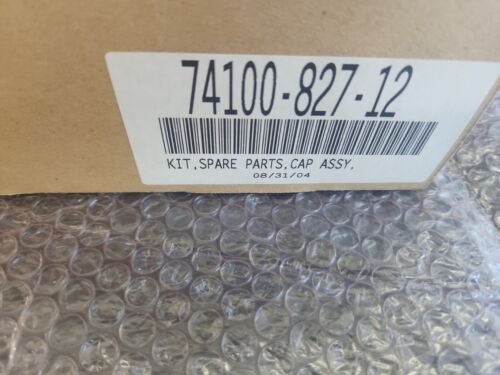 74100-827-12
KIT,SPARE PARTS,CAP ASSY,
08/31/04